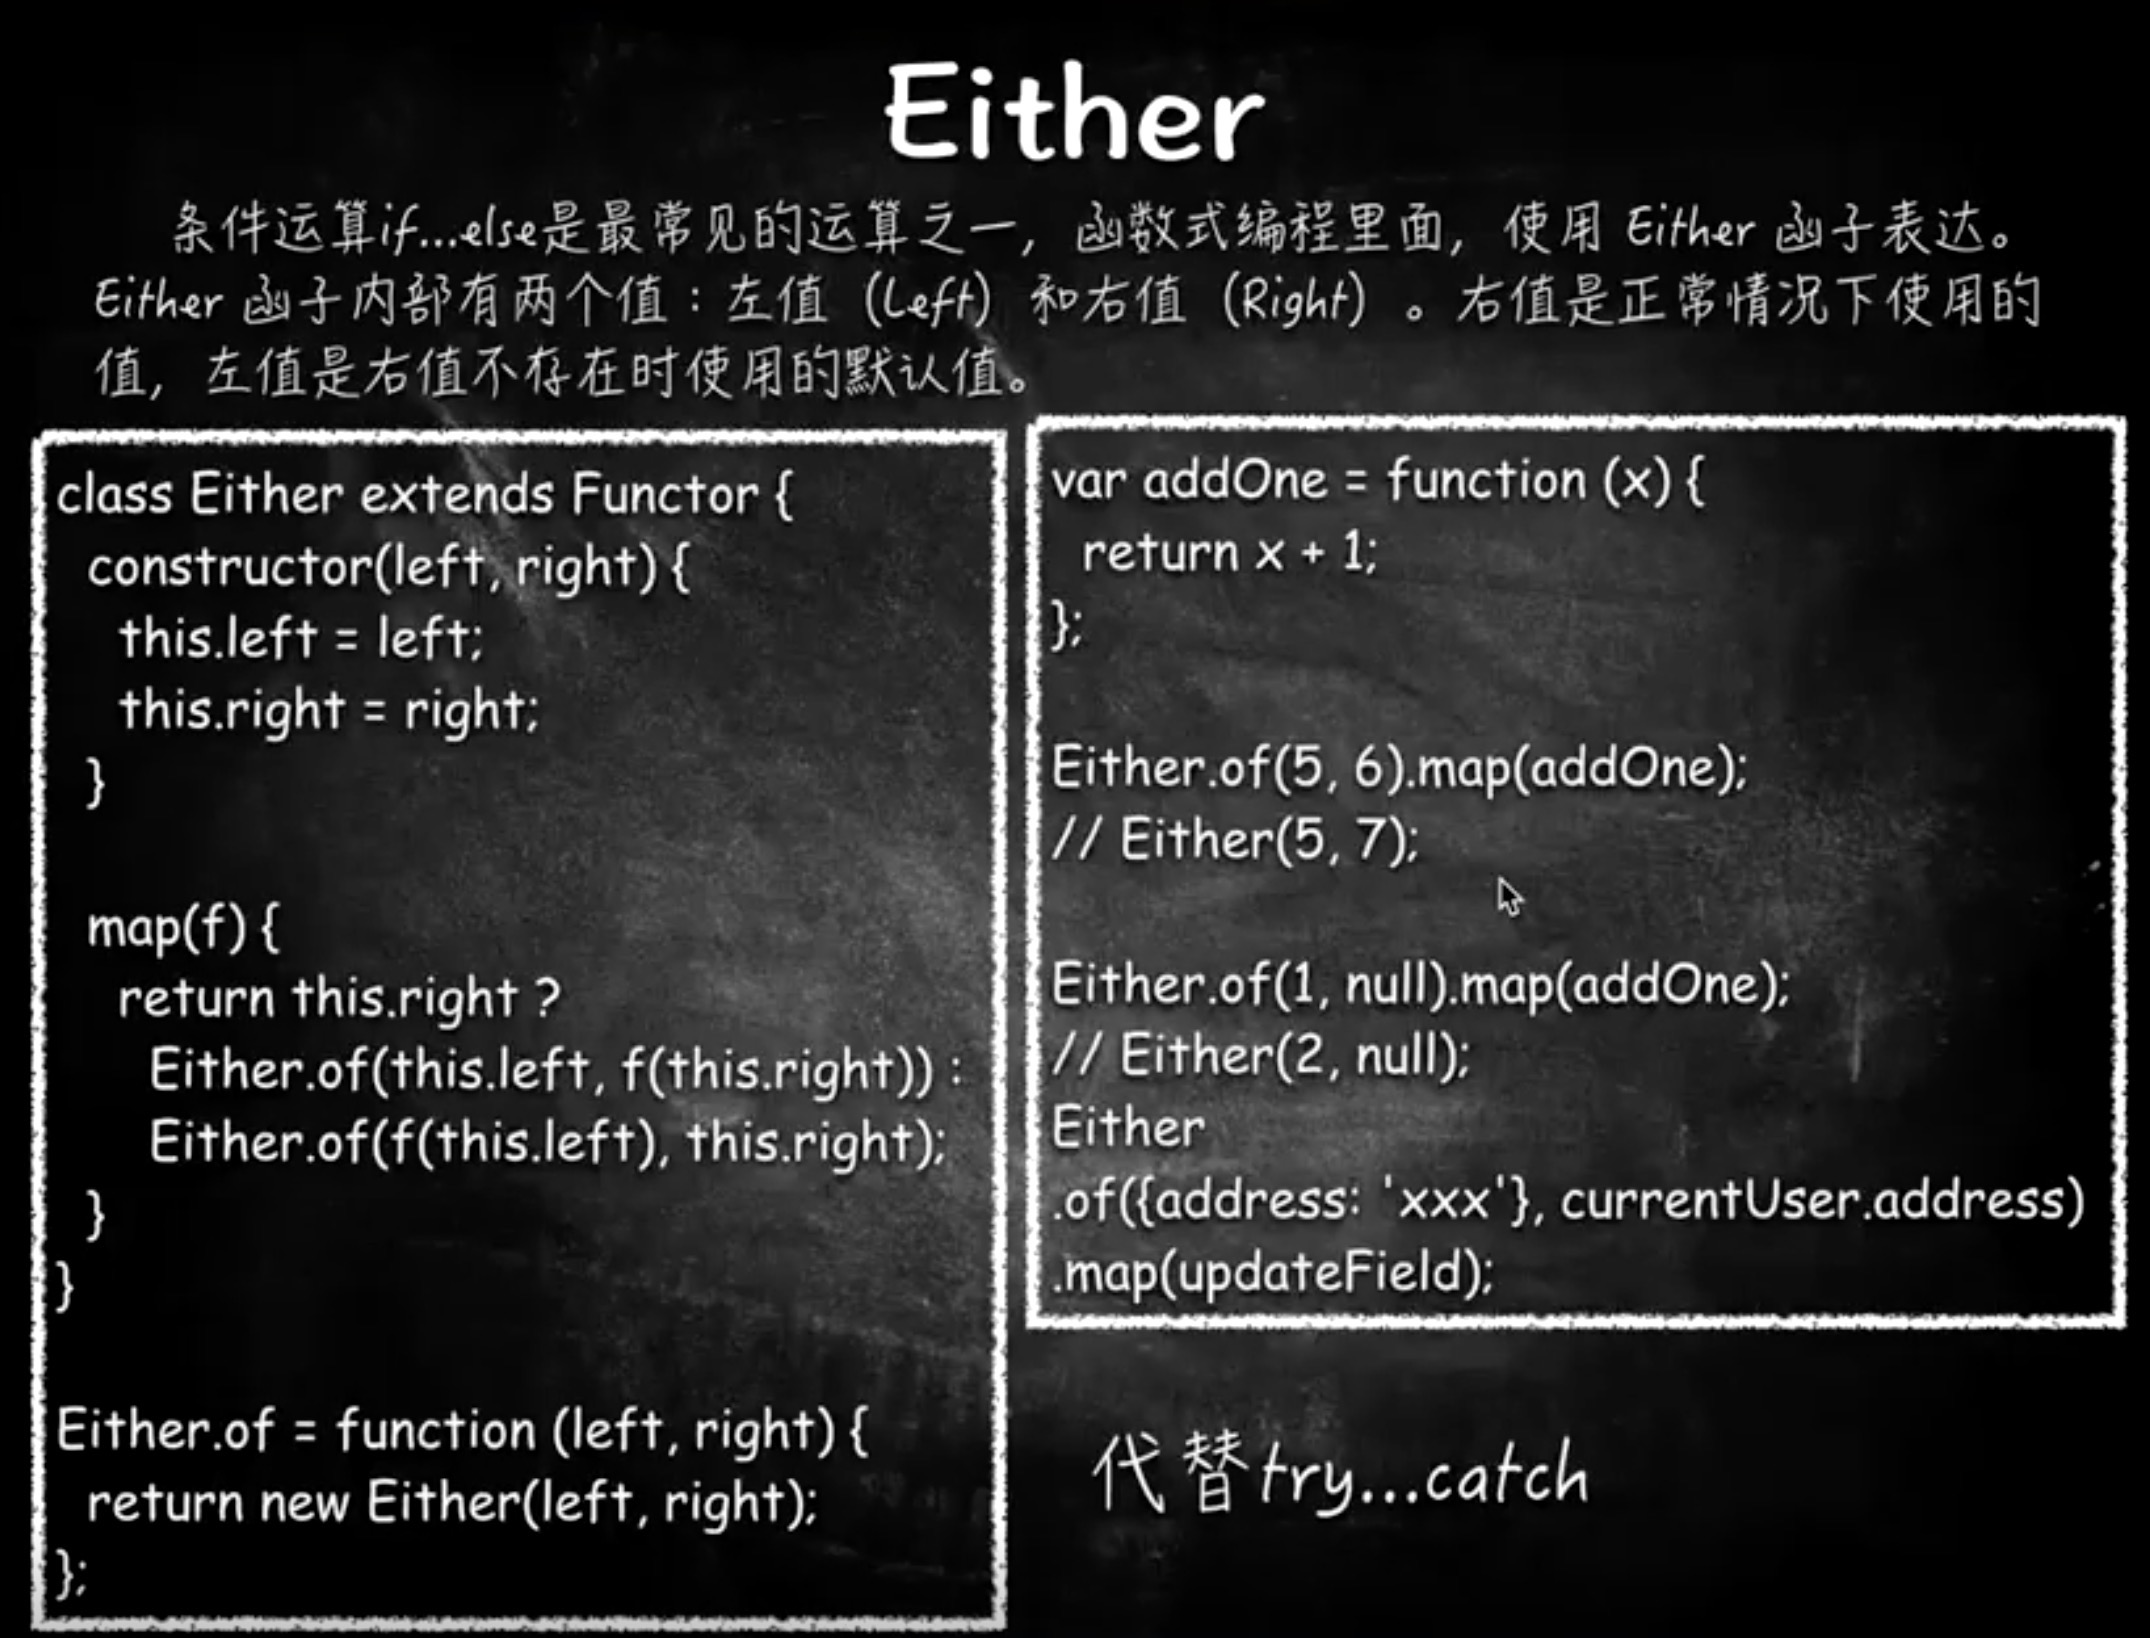 Either
条件运算if...else是最常见的运算之一，函数式编程里面，使用 Either 函子表达。
Either 函子内部有两个值：左值（Left）和右值（Right）。右值是正常情况下使用的
值，左值是右值不存在时使用的默认值。
class Either extends Functor {
constructor(left, right) {
this.left = left;
this.right = right;
}
map(f) {
return this.right ?
Either.of(this.left, f(this.right)) :
Either.of(f(this.left), this.right);
}
}
Either.of = function (left, right) {
return new Either(left, right);
};
var addOne = function (x) {
return x + 1;
};
Either.of(5, 6).map(addOne);
// Either(5, 7);
Either.of(1, null).map(addOne);
// Either(2, null);
Either
.of({address: 'xxx'}, currentUser.address)
.map(updateField);
代替try...catch